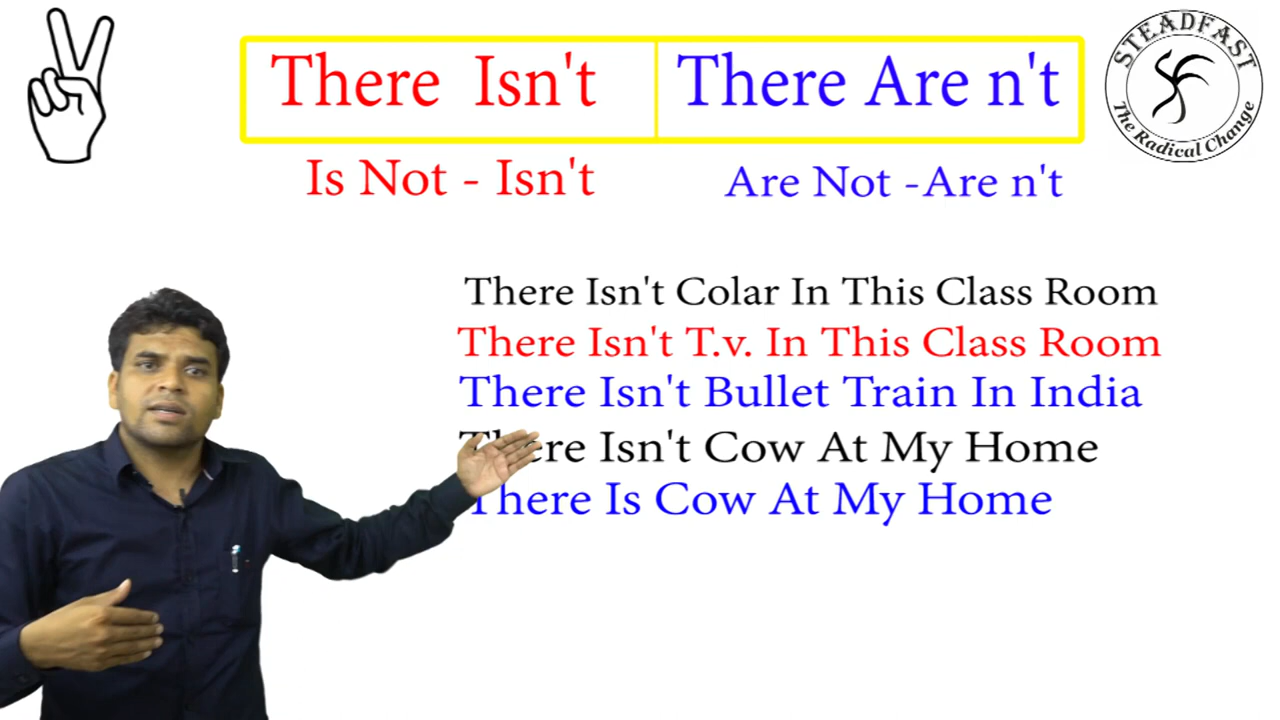 There Isn't
There Are n't
STEADFAST
The Radical Change
Is Not - Isn't
Are Not -Are n't
There Isn't Colar In This Class Room
There Isn't T.v. In This Class Room
There Isn't Bullet Train In India
There Isn't Cow At My Home
There Is Cow At My Home